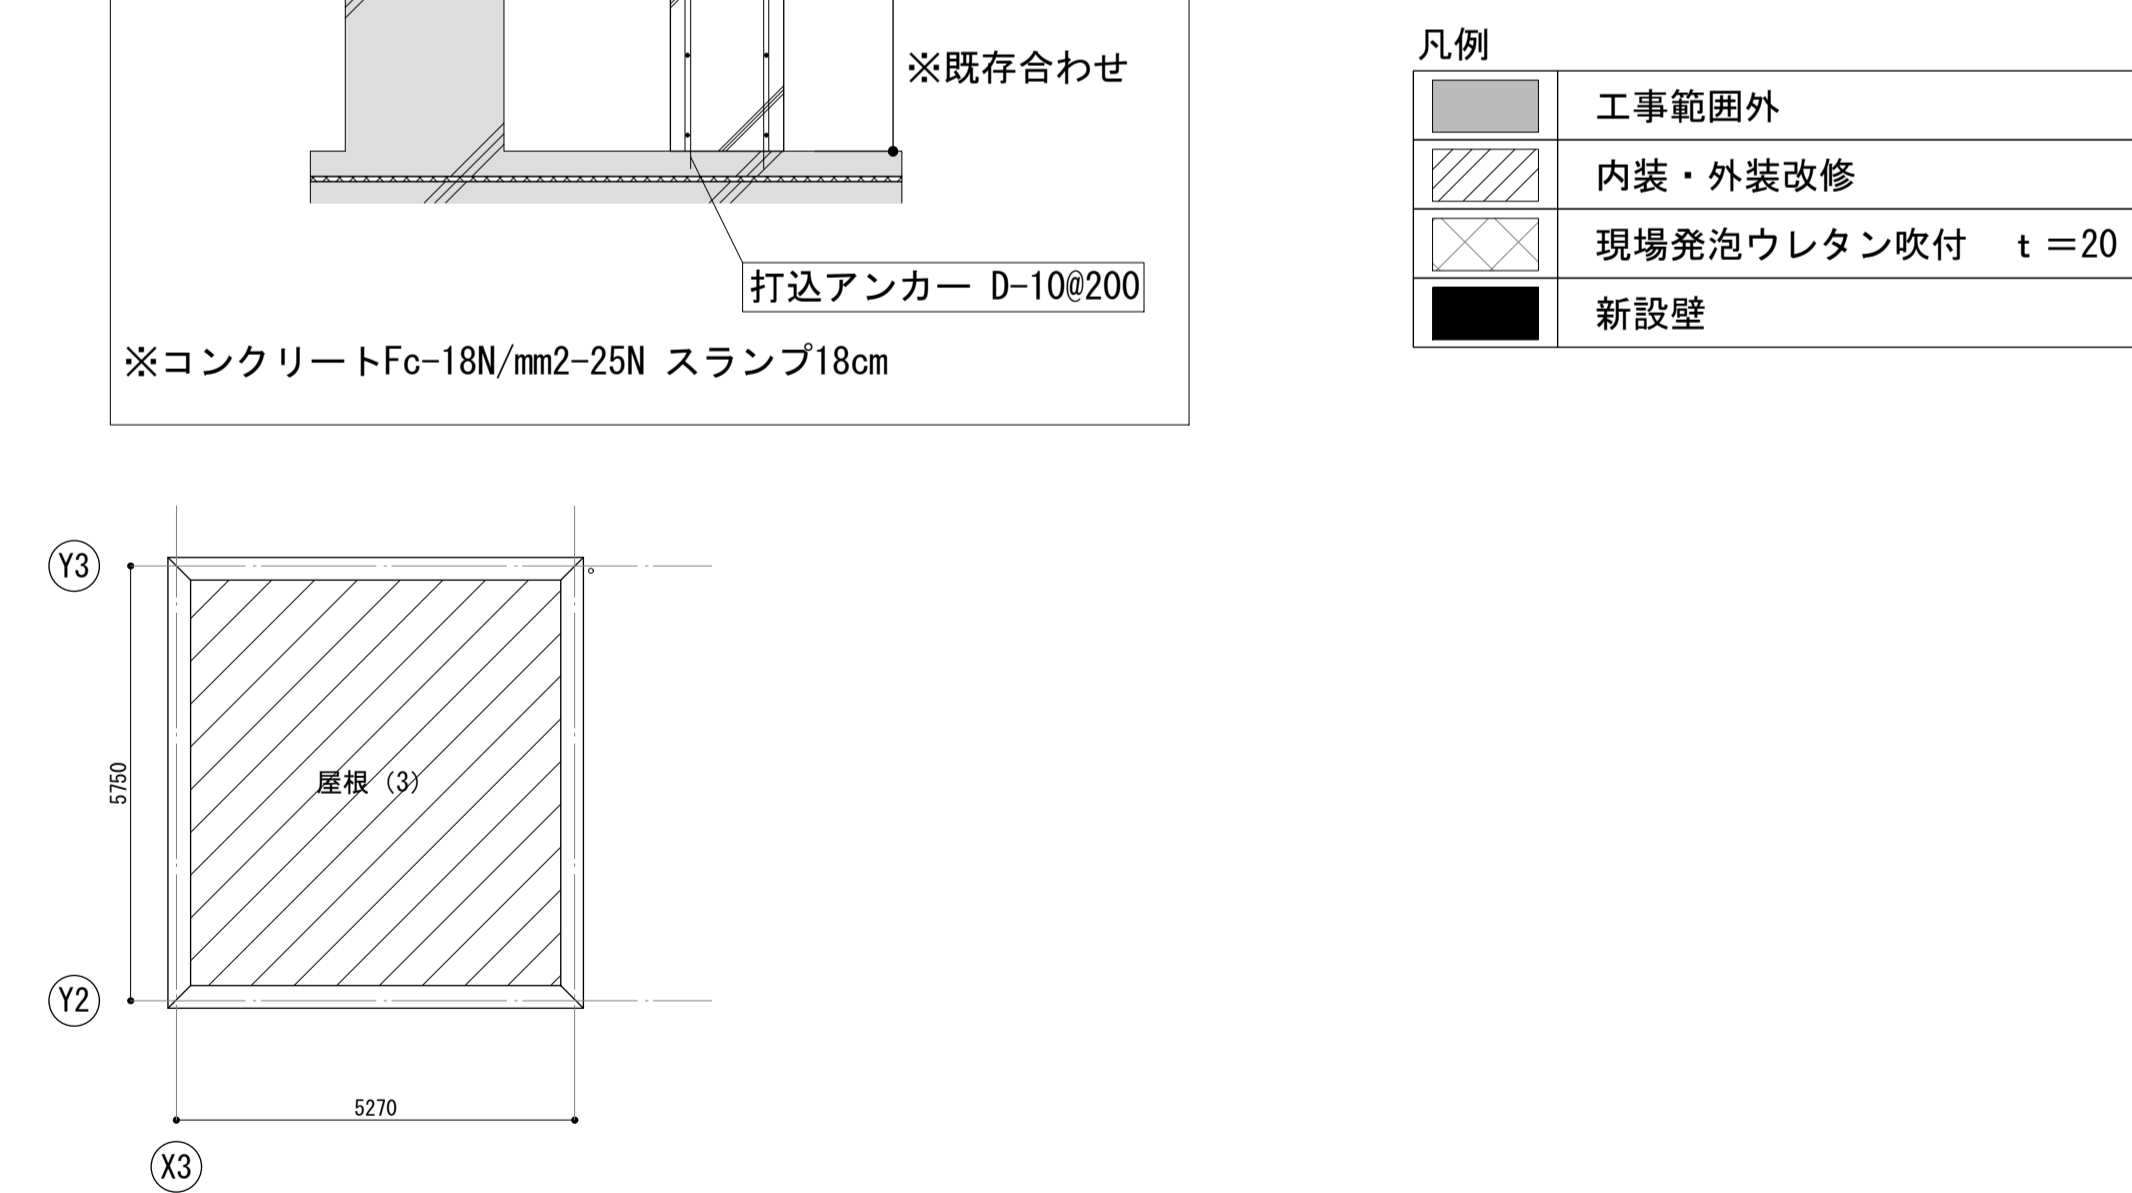 ※既存合わせ
打込アンカー D-10@200
※コンクリートFc-18N/mm2-25N スランプ18cm
凡例
工事範囲外
内装・外装改修
現場発泡ウレタン吹付 t=20
新設壁
Y3
5750
屋根（3）
Y2
5270
X3